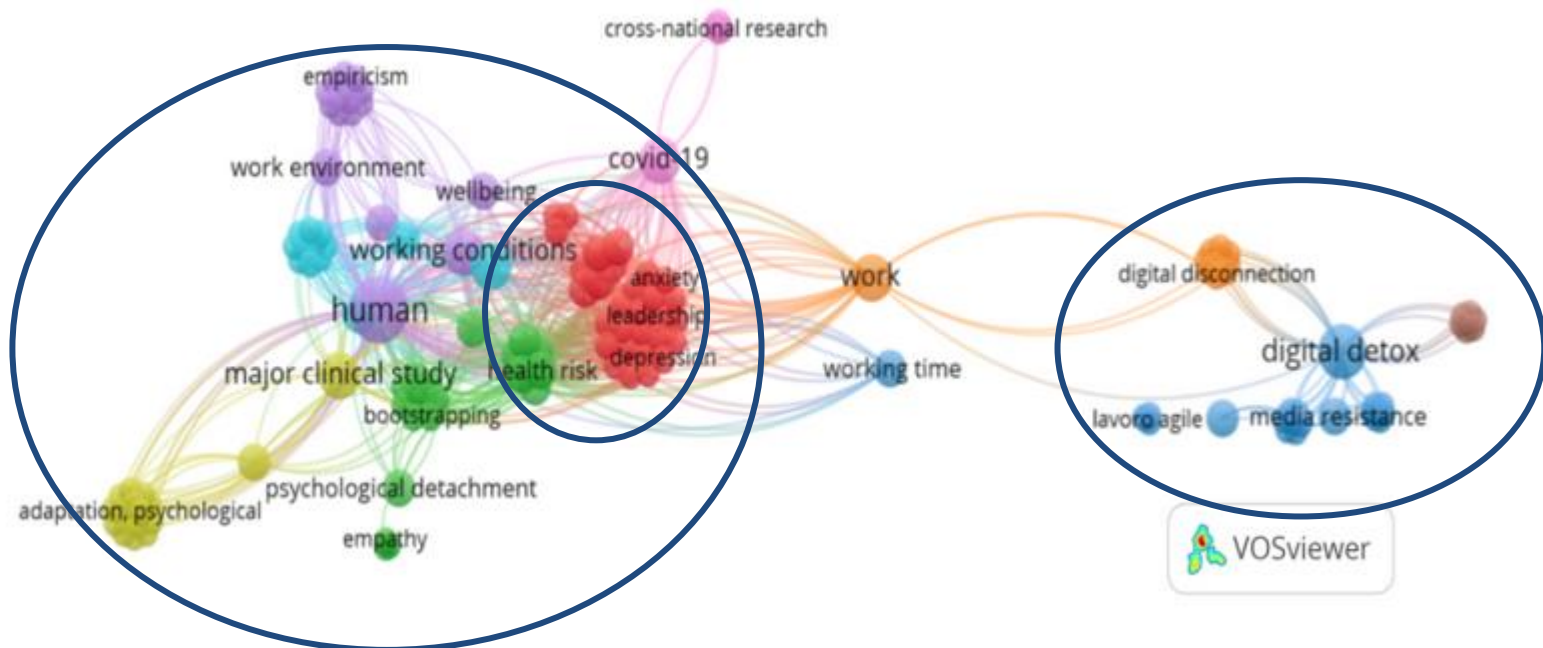 cross-national research
empiricism
covid-19
work environment
wellbeing
working conditions
anxiety
work
digital disconnection
human
leadership
digital detox
depression
major clinical study
health risk
working time
bootstrapping
lavoro agile
media resistance
psychological detachment
adaptation, psychological
empathy
VOSviewer